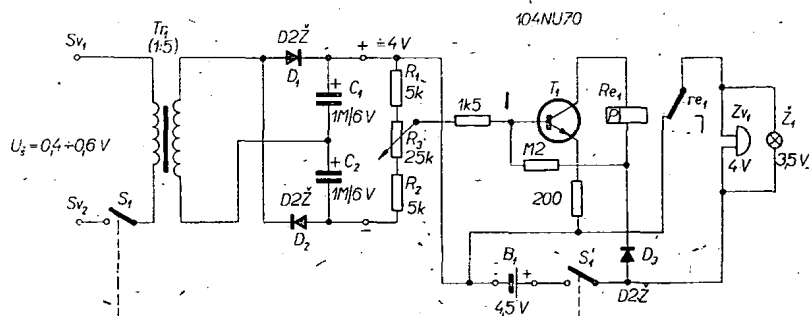 104NU70
Sv₁
Tr₁
(1:5)
D2Ž
D₁
+ ≐4V
C₁
1M/6V
R₁
5k
R₃
25k
1k5
T₁
Re₁
P
re₁
Zv₁
4V
Ž₁
3,5V
Uₛ = 0,4÷0,6V
C₂
1M/6V
M2
R₂
5k
200
Sv₂
S₁
D2Ž
D₂
−
B₁
- +
4,5V
S₁'
D₃
D2Ž